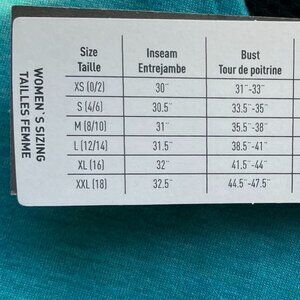 WOMEN'S SIZING
TAILLES FEMME
Size Inseam Bust
Taille Entrejambe Tour de poitrine
XS (0/2) 30" 31"-33"
S (4/6) 30.5" 33.5"-35"
M (8/10) 31" 35.5"-38"
L (12/14) 31.5" 38.5"-41"
XL (16) 32" 41.5"-44"
XXL (18) 32.5" 44.5"-47.5"